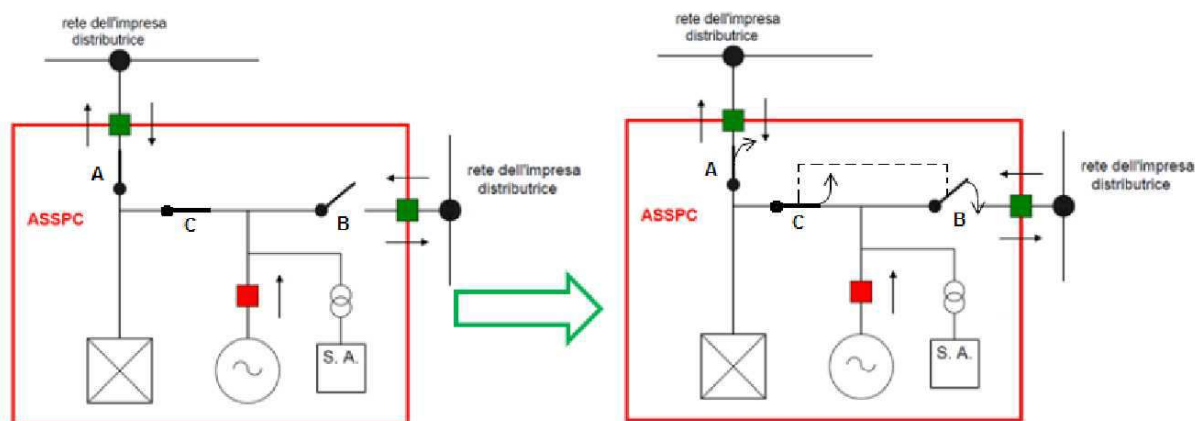 rete dell'impresa
distributrice
A
ASSPC
C
B
rete dell'impresa
distributrice
S. A.
rete dell'impresa
distributrice
A
ASSPC
C
B
rete dell'impresa
distributrice
S. A.